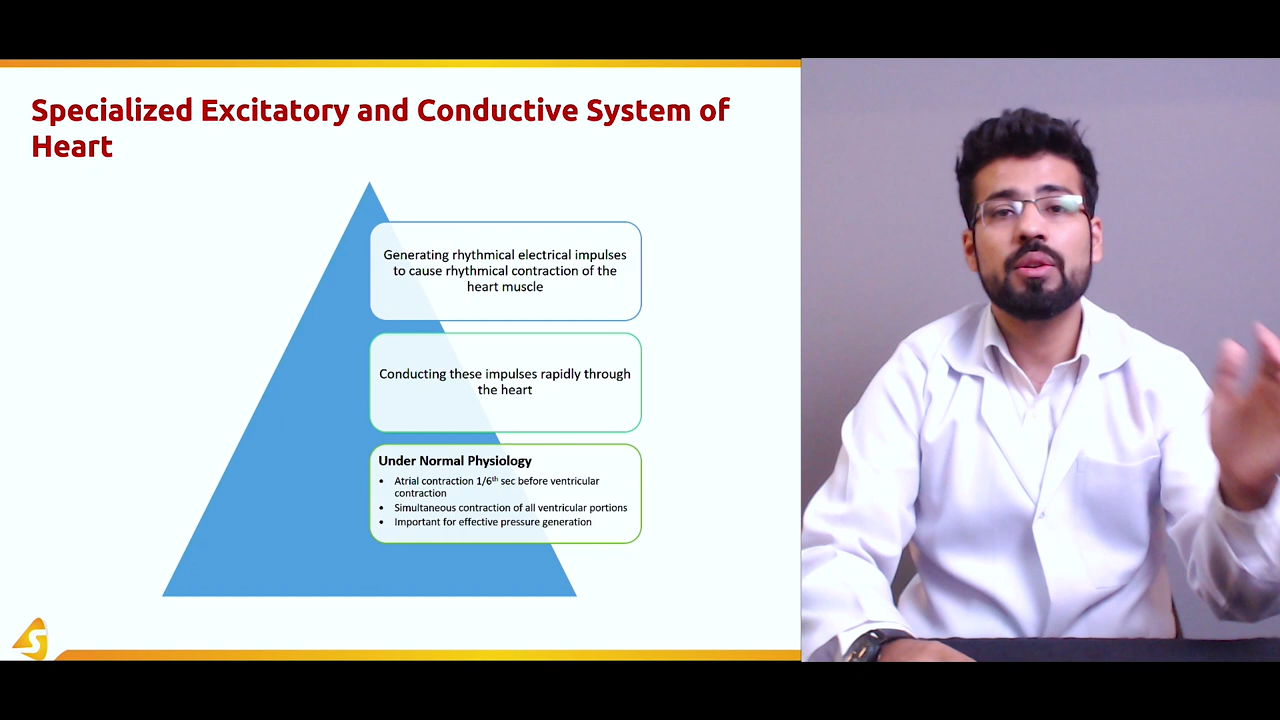 Specialized Excitatory and Conductive System of
Heart
Generating rhythmical electrical impulses
to cause rhythmical contraction of the
heart muscle
Conducting these impulses rapidly through
the heart
Under Normal Physiology
• Atrial contraction 1/6th sec before ventricular
contraction
• Simultaneous contraction of all ventricular portions
• Important for effective pressure generation
S